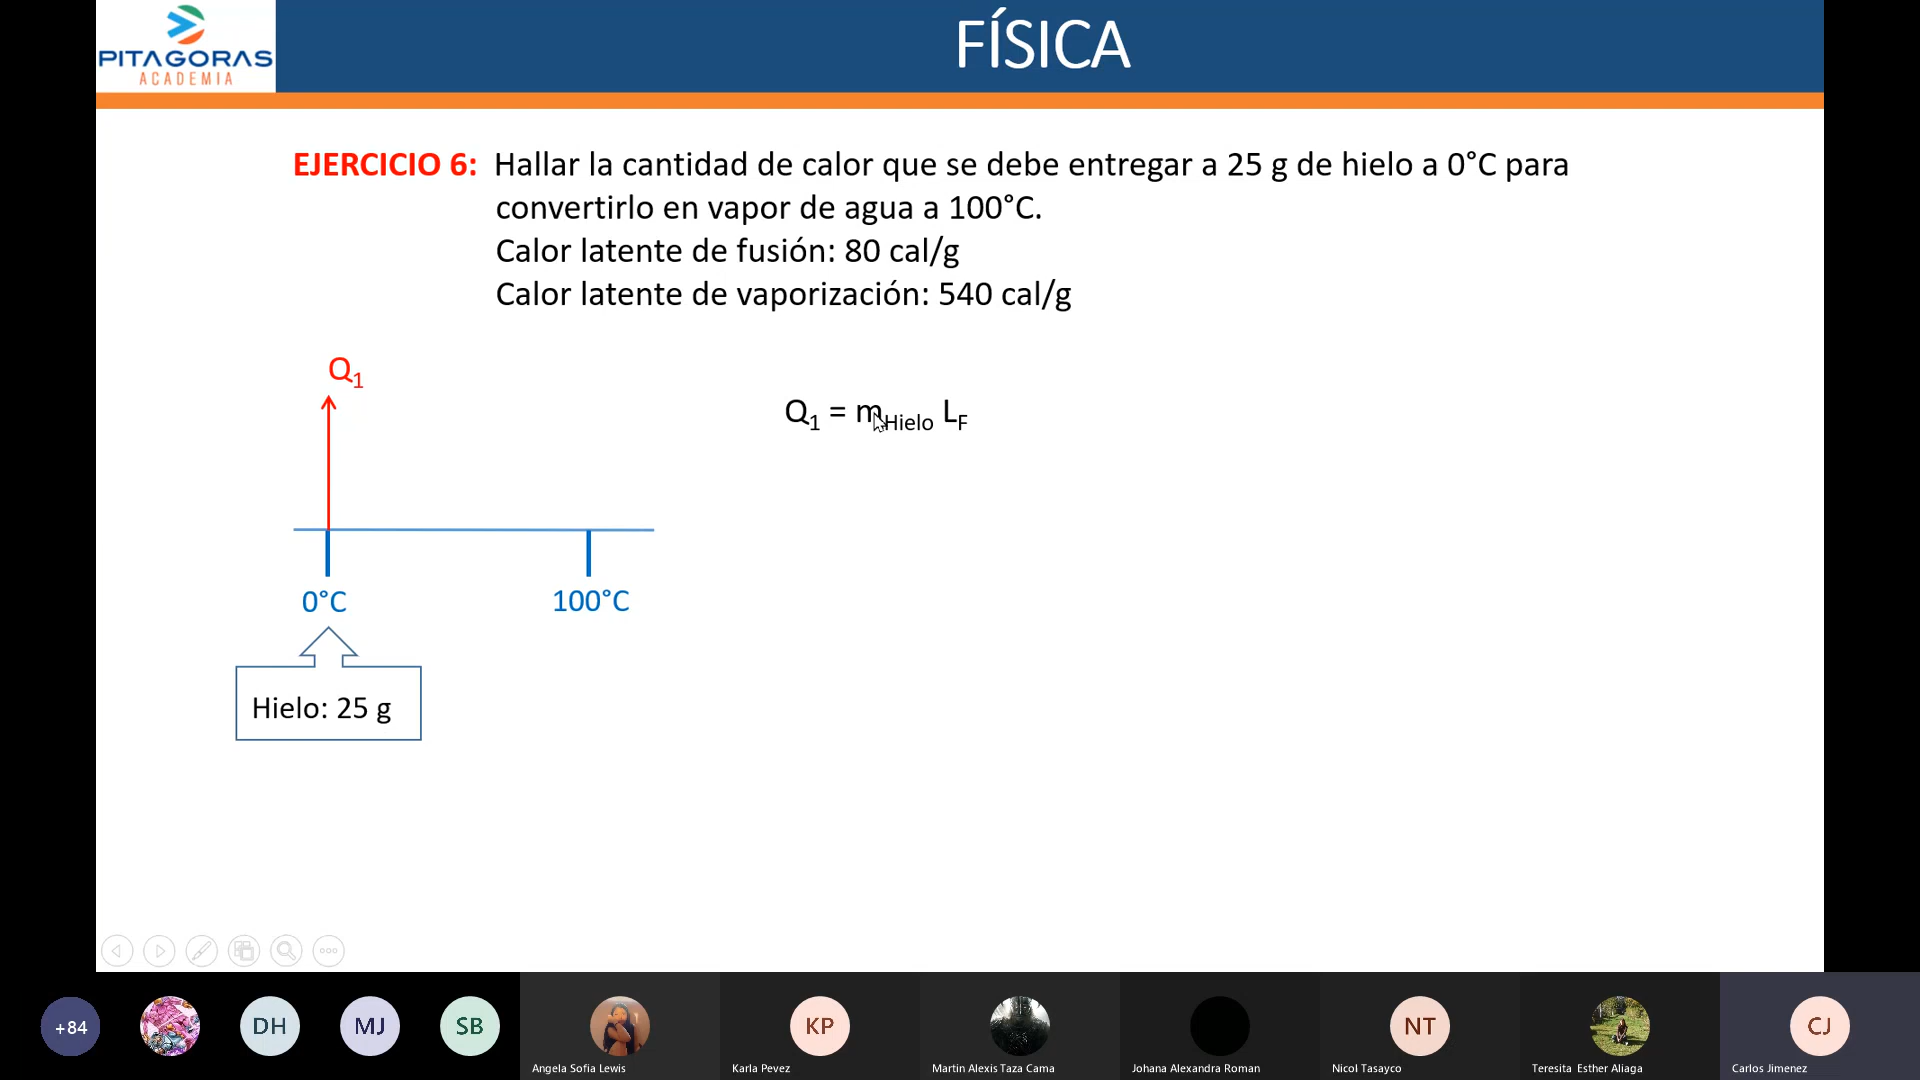 PITAGORAS
ACADEMIA
FÍSICA
EJERCICIO 6: Hallar la cantidad de calor que se debe entregar a 25 g de hielo a 0°C para
convertirlo en vapor de agua a 100°C.
Calor latente de fusión: 80 cal/g
Calor latente de vaporización: 540 cal/g
Q1
Q1 = mHielo LF
0°C
100°C
Hielo: 25 g
+84
DH
MJ
SB
KP
NT
CJ
Angela Sofia Lewis
Karla Pevez
Martin Alexis Taza Cama
Johana Alexandra Roman
Nicol Tasayco
Teresita Esther Aliaga
Carlos Jimenez